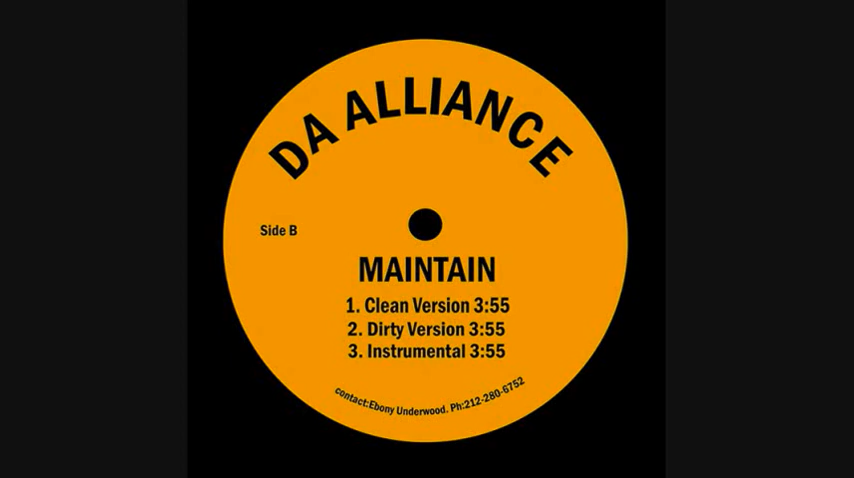 DA ALLIANCE
Side B
MAINTAIN
1. Clean Version 3:55
2. Dirty Version 3:55
3. Instrumental 3:55
contact:Ebony Underwood. Ph:212-280-6752